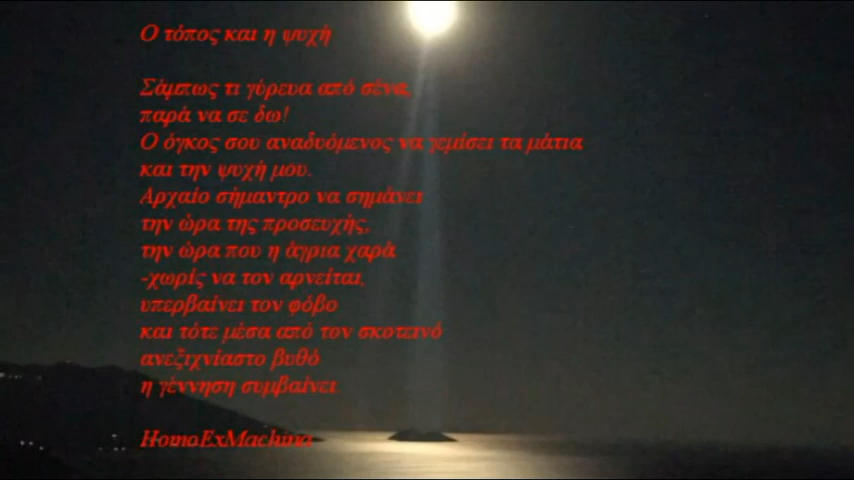 Ο τόπος και η ψυχή
Σάμπως τι γύρευα από σένα,
παρά να σε δω!
Ο όγκος σου αναδυόμενος να γεμίσει τα μάτια
και την ψυχή μου.
Αρχαίο σήμαντρο να σημάνει
την ώρα της προσευχής,
την ώρα που η άγρια χαρά
-χωρίς να τον αρνείται,
υπερβαίνει τον φόβο
και τότε μέσα από τον σκοτεινό
ανεξιχνίαστο βυθό
η γέννηση συμβαίνει
HomoExMachina